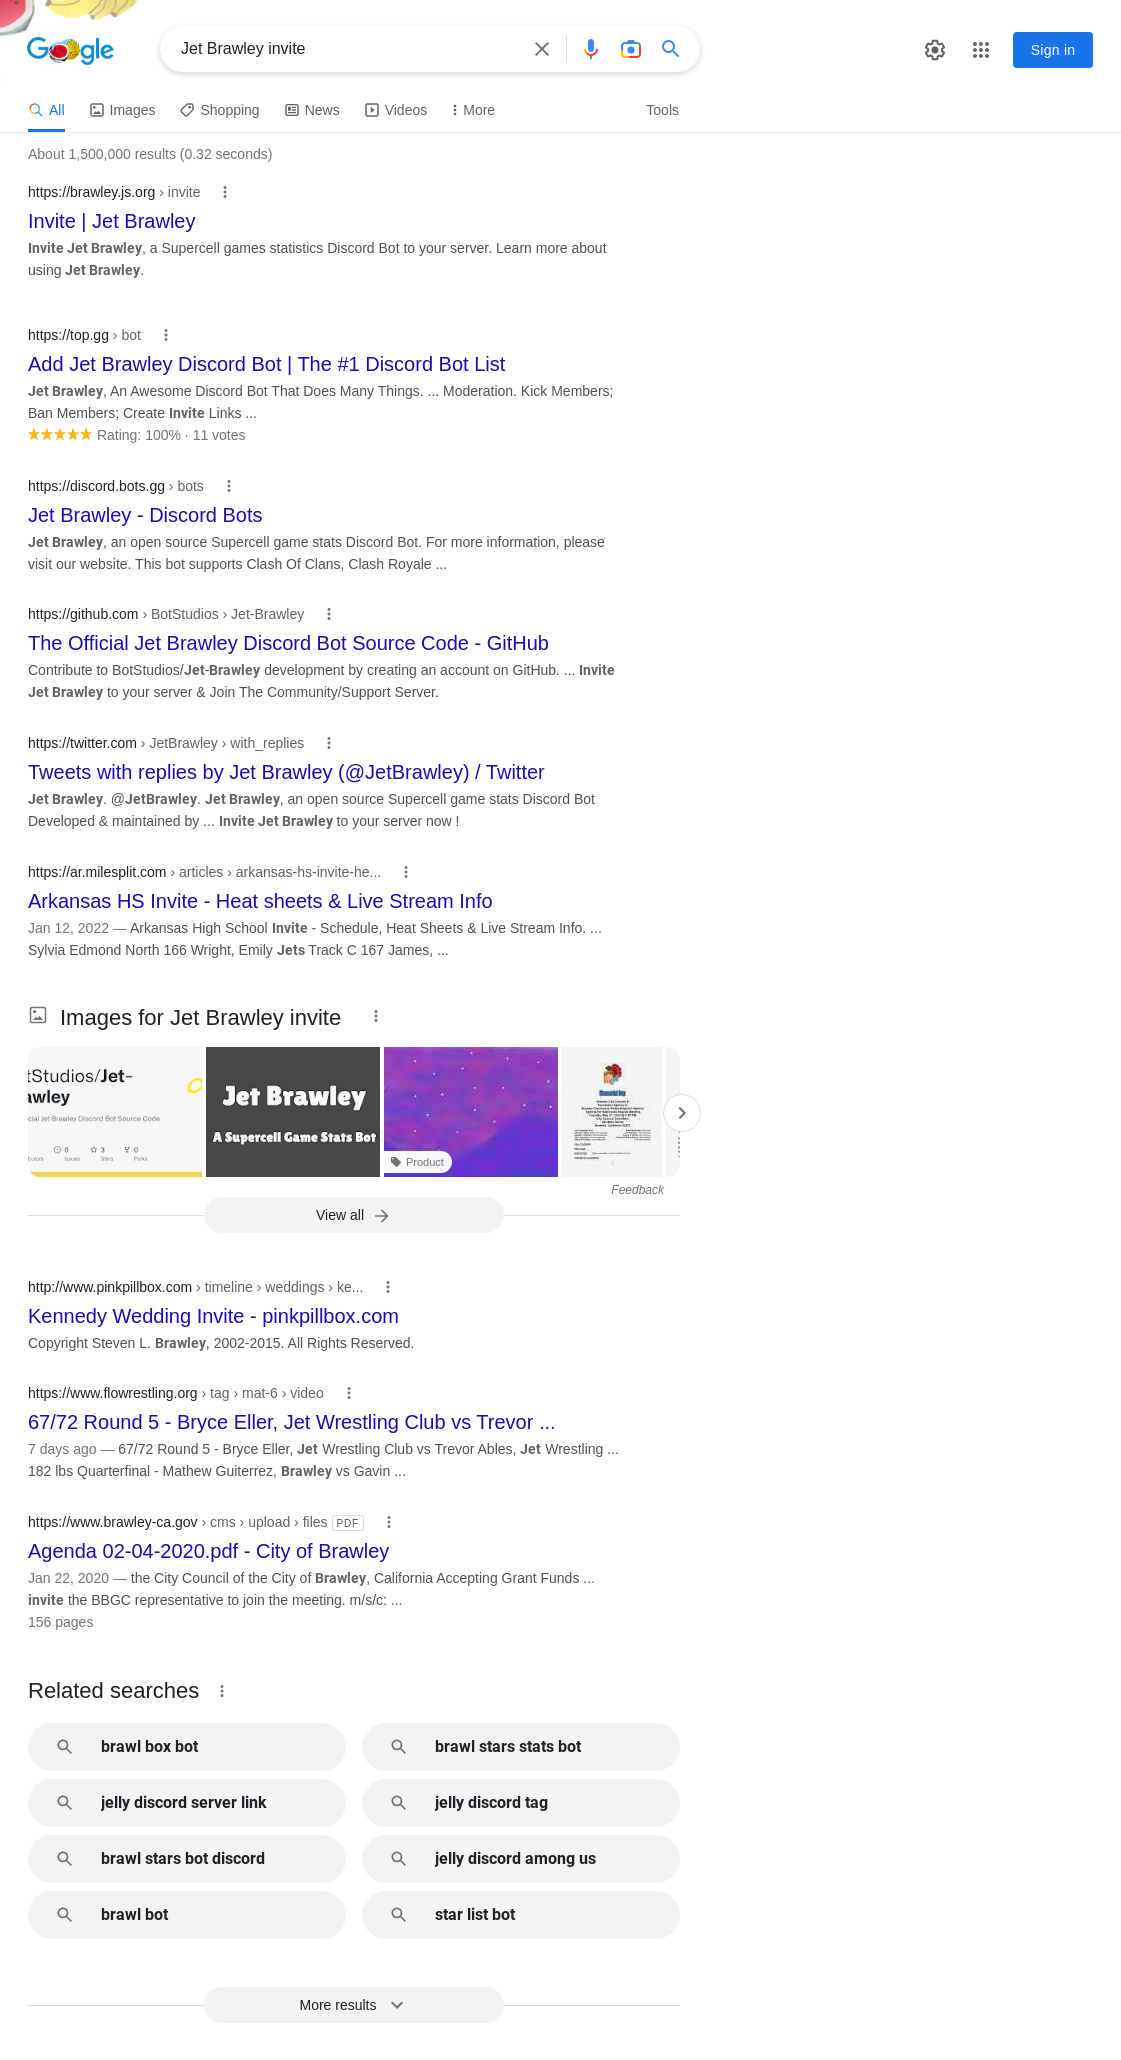 Google
Jet Brawley invite
Sign in
All
Images
Shopping
News
Videos
More
Tools
About 1,500,000 results (0.32 seconds)
https://brawley.js.org › invite
Invite | Jet Brawley
Invite Jet Brawley, a Supercell games statistics Discord Bot to your server. Learn more about
using Jet Brawley.
https://top.gg › bot
Add Jet Brawley Discord Bot | The #1 Discord Bot List
Jet Brawley, An Awesome Discord Bot That Does Many Things. ... Moderation. Kick Members;
Ban Members; Create Invite Links ...
Rating: 100% · 11 votes
https://discord.bots.gg › bots
Jet Brawley - Discord Bots
Jet Brawley, an open source Supercell game stats Discord Bot. For more information, please
visit our website. This bot supports Clash Of Clans, Clash Royale ...
https://github.com › BotStudios › Jet-Brawley
The Official Jet Brawley Discord Bot Source Code - GitHub
Contribute to BotStudios/Jet-Brawley development by creating an account on GitHub. ... Invite
Jet Brawley to your server & Join The Community/Support Server.
https://twitter.com › JetBrawley › with_replies
Tweets with replies by Jet Brawley (@JetBrawley) / Twitter
Jet Brawley. @JetBrawley. Jet Brawley, an open source Supercell game stats Discord Bot
Developed & maintained by ... Invite Jet Brawley to your server now !
https://ar.milesplit.com › articles › arkansas-hs-invite-he...
Arkansas HS Invite - Heat sheets & Live Stream Info
Jan 12, 2022 — Arkansas High School Invite - Schedule, Heat Sheets & Live Stream Info. ...
Sylvia Edmond North 166 Wright, Emily Jets Track C 167 James, ...
Images for Jet Brawley invite
tStudios/Jet-
awley
cial Jet Brawley Discord Bot Source Code
0
3
0
butors
Issues
Stars
Forks
Jet Brawley
A Supercell Game Stats Bot
Product
Feedback
View all
http://www.pinkpillbox.com › timeline › weddings › ke...
Kennedy Wedding Invite - pinkpillbox.com
Copyright Steven L. Brawley, 2002-2015. All Rights Reserved.
https://www.flowrestling.org › tag › mat-6 › video
67/72 Round 5 - Bryce Eller, Jet Wrestling Club vs Trevor ...
7 days ago — 67/72 Round 5 - Bryce Eller, Jet Wrestling Club vs Trevor Ables, Jet Wrestling ...
182 lbs Quarterfinal - Mathew Guiterrez, Brawley vs Gavin ...
https://www.brawley-ca.gov › cms › upload › files PDF
Agenda 02-04-2020.pdf - City of Brawley
Jan 22, 2020 — the City Council of the City of Brawley, California Accepting Grant Funds ...
invite the BBGC representative to join the meeting. m/s/c: ...
156 pages
Related searches
brawl box bot
brawl stars stats bot
jelly discord server link
jelly discord tag
brawl stars bot discord
jelly discord among us
brawl bot
star list bot
More results